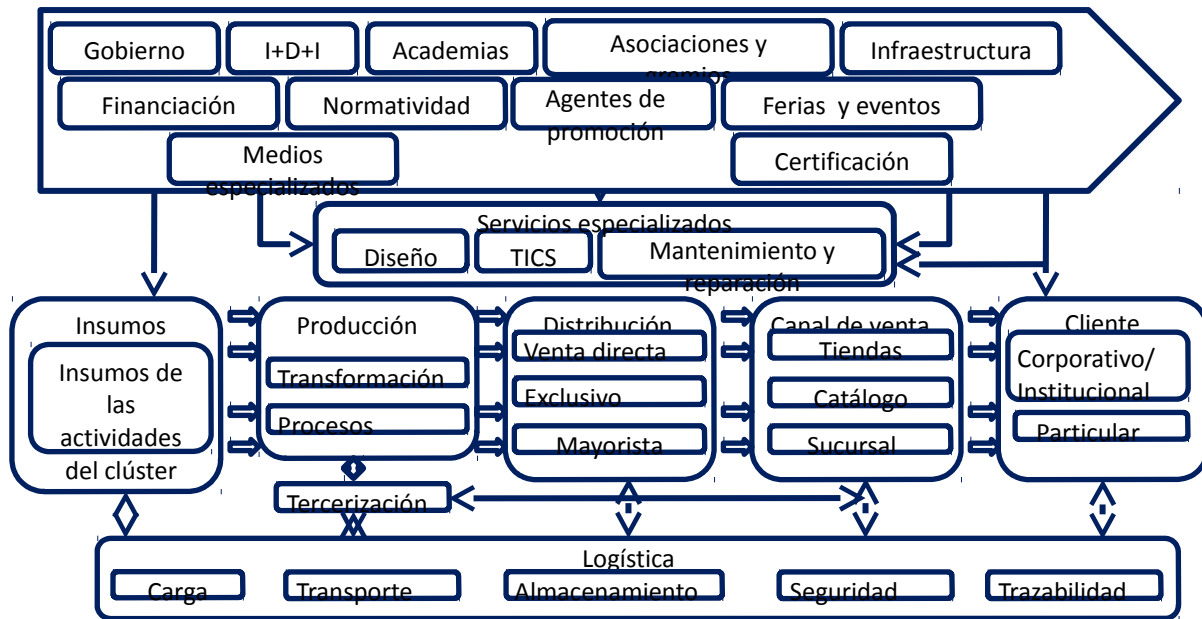 Gobierno
I+D+I
Academias
Asociaciones y
gremios
Infraestructura
Financiación
Normatividad
Agentes de
promoción
Ferias y eventos
Medios
especializados
Certificación
Servicios especializados
Diseño
TICS
Mantenimiento y
reparación
Insumos
Insumos de
las
actividades
del clúster
Producción
Transformación
Procesos
Distribución
Venta directa
Exclusivo
Mayorista
Canal de venta
Tiendas
Catálogo
Sucursal
Cliente
Corporativo/
Institucional
Particular
Tercerización
Logística
Carga
Transporte
Almacenamiento
Seguridad
Trazabilidad